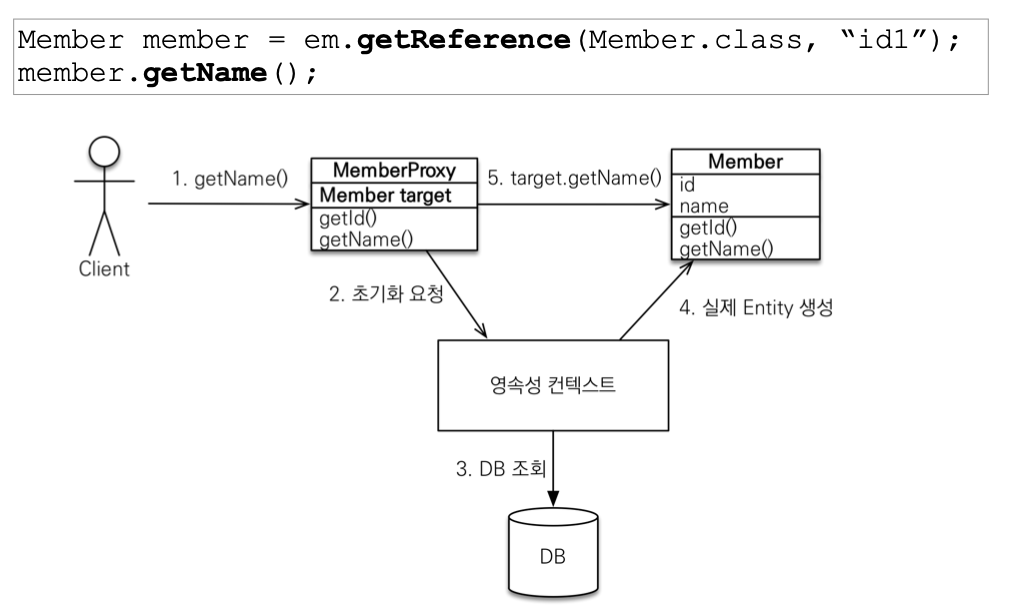 Member member = em.getReference(Member.class, “id1”);
member.getName();
1. getName()
MemberProxy
Member target
getId()
getName()
5. target.getName()
Member
id
name
getId()
getName()
Client
2. 초기화 요청
4. 실제 Entity 생성
영속성 컨텍스트
3. DB 조회
DB